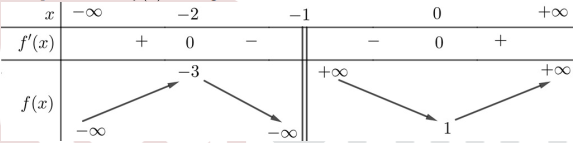 x −∞ −2 −1 0 +∞
f′(x) + 0 − − 0 +
−3 +∞ +∞
f(x)
−∞ −∞ 1